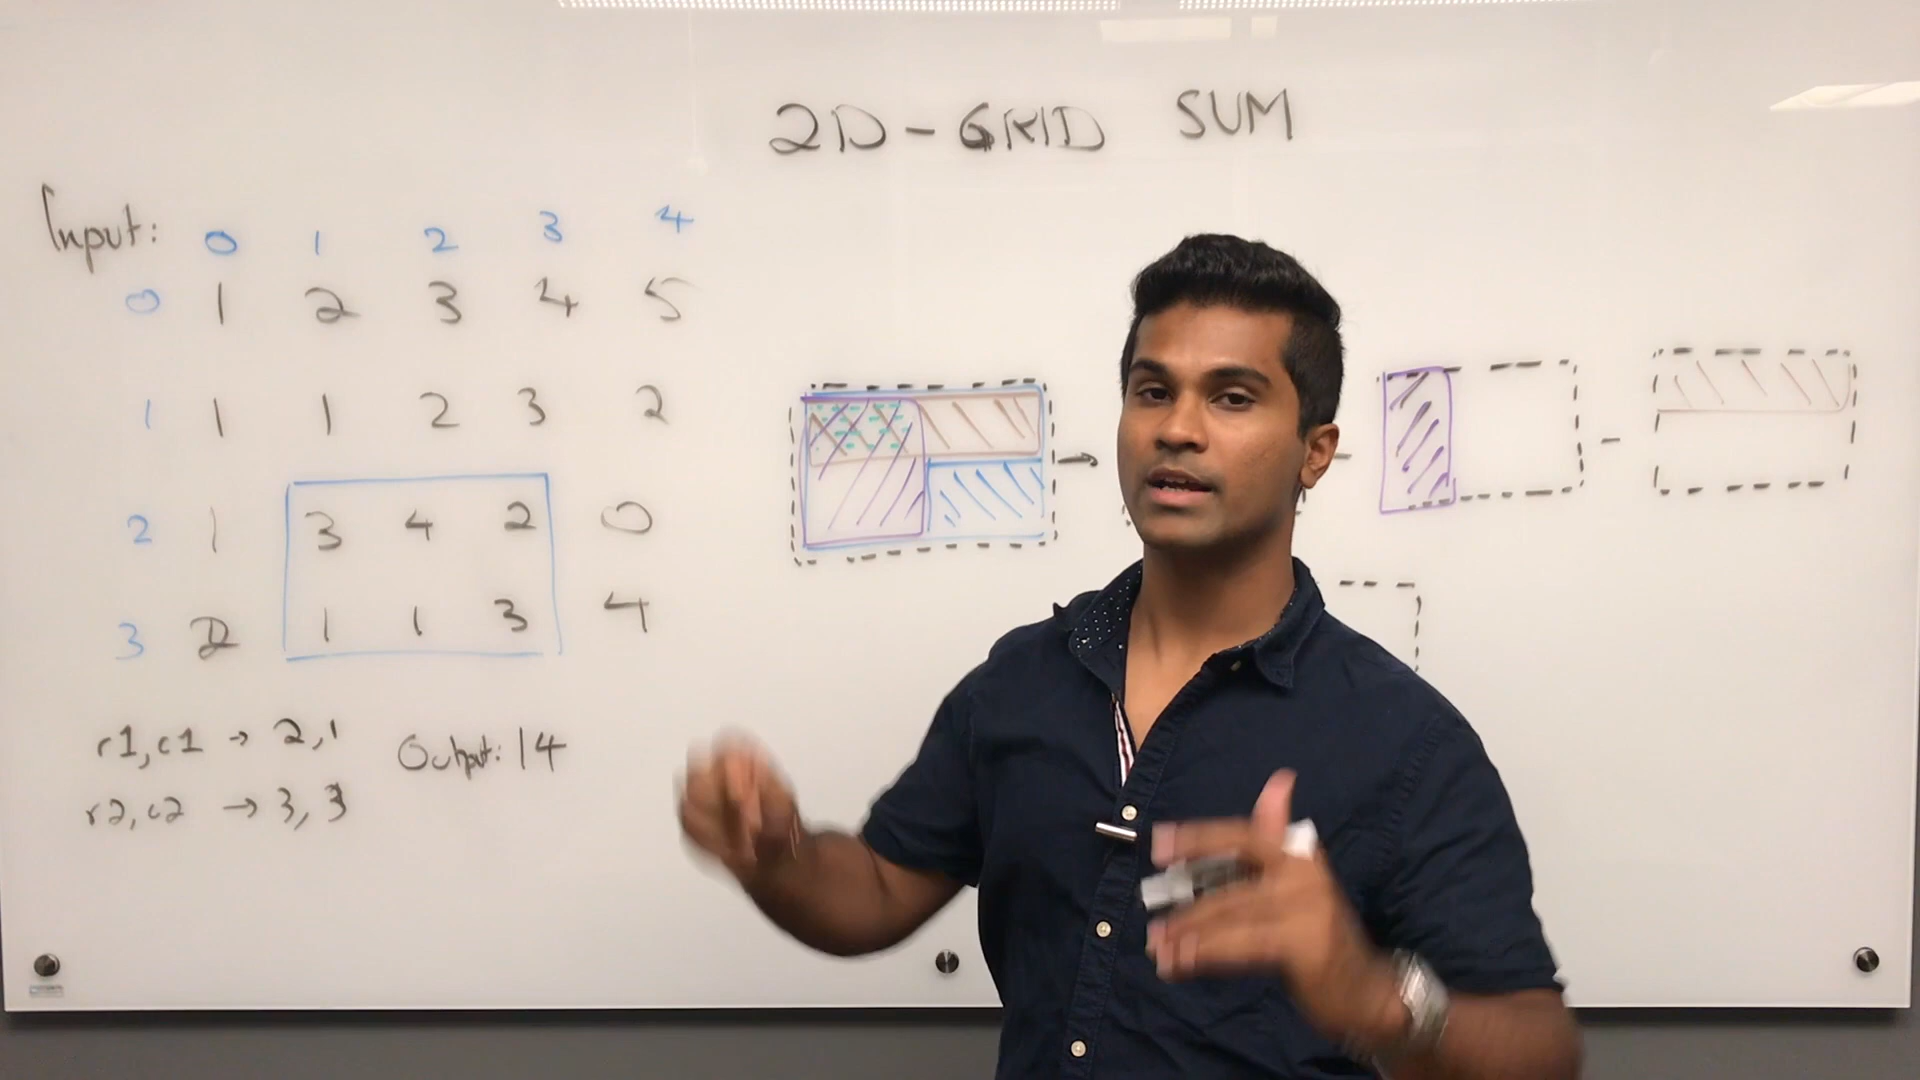 2D-GRID SUM
Input: 0 1 2 3 4
0 1 2 3 4 5
1 1 1 2 3 2
2 1 3 4 2 0
3 2 1 1 3 4
r1,c1 → 2,1
r2,c2 → 3,3
Output: 14